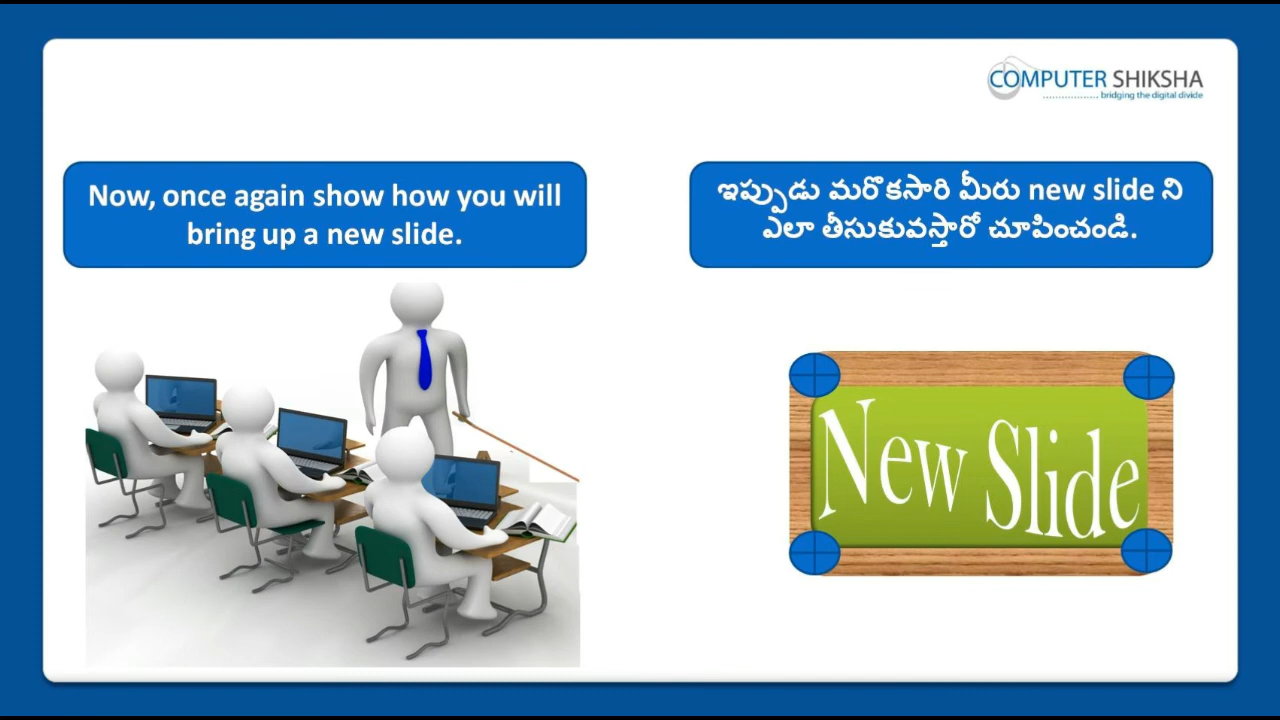 COMPUTER SHIKSHA
bridging the digital divide
Now, once again show how you will
bring up a new slide.
ఇప్పుడు మరొకసారి మీరు new slide ని
ఎలా తీసుకువస్తారో చూపించండి.
New Slide